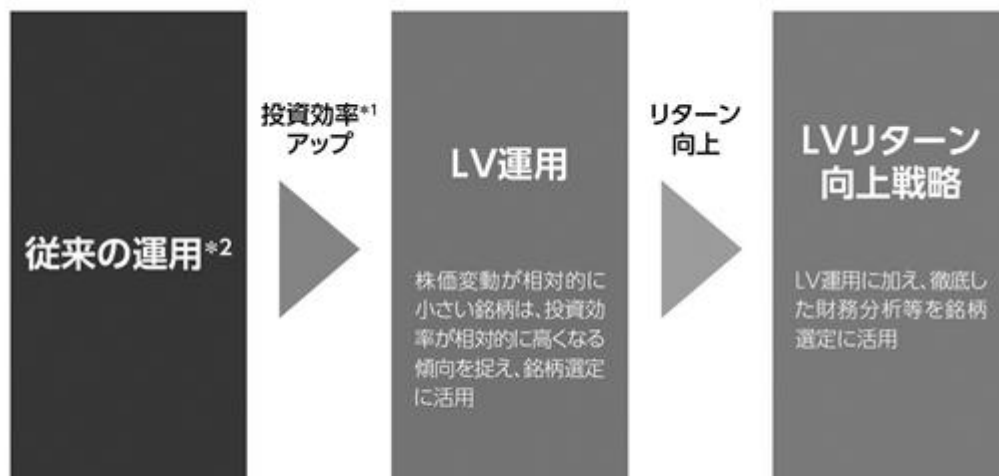 従来の運用*2
投資効率*1
アップ
LV運用
株価変動が相対的に
小さい銘柄は、投資効
率が相対的に高くなる
傾向を捉え、銘柄選定
に活用
リターン
向上
LVリターン
向上戦略
LV運用に加え、徹底し
た財務分析等を銘柄
選定に活用